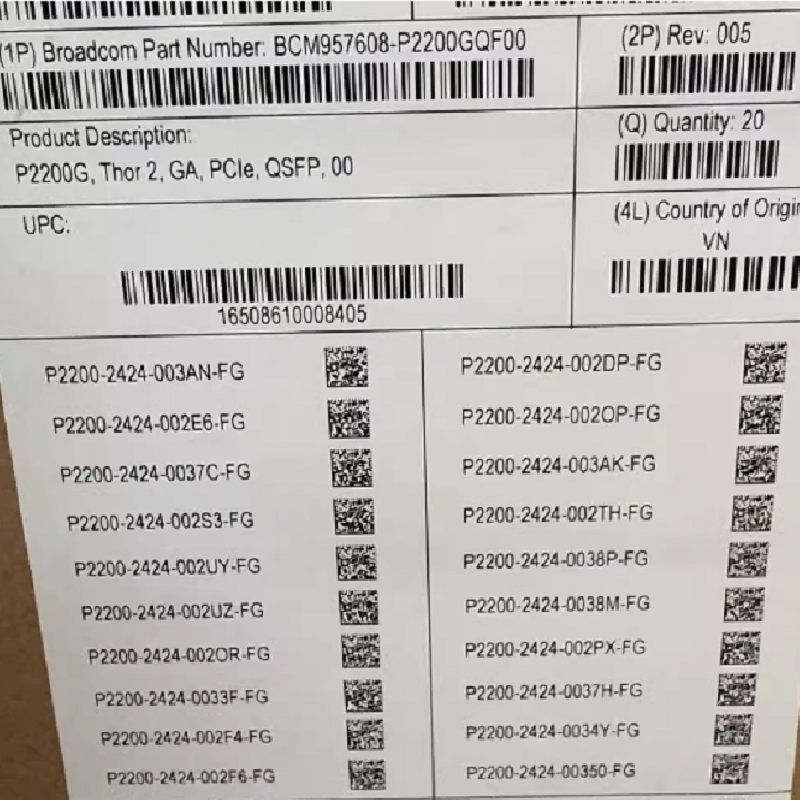 (1P) Broadcom Part Number: BCM957608-P2200GQF00
(2P) Rev: 005
Product Description:
P2200G, Thor 2, GA, PCIe, QSFP, 00
(Q) Quantity: 20
UPC:
16508610008405
(4L) Country of Origin
VN
P2200-2424-003AN-FG
P2200-2424-002E6-FG
P2200-2424-0037C-FG
P2200-2424-002S3-FG
P2200-2424-002UY-FG
P2200-2424-002UZ-FG
P2200-2424-002OR-FG
P2200-2424-0033F-FG
P2200-2424-002F4-FG
P2200-2424-002F6-FG
P2200-2424-002DP-FG
P2200-2424-002OP-FG
P2200-2424-003AK-FG
P2200-2424-002TH-FG
P2200-2424-0038P-FG
P2200-2424-0038M-FG
P2200-2424-002PX-FG
P2200-2424-0037H-FG
P2200-2424-0034Y-FG
P2200-2424-00350-FG